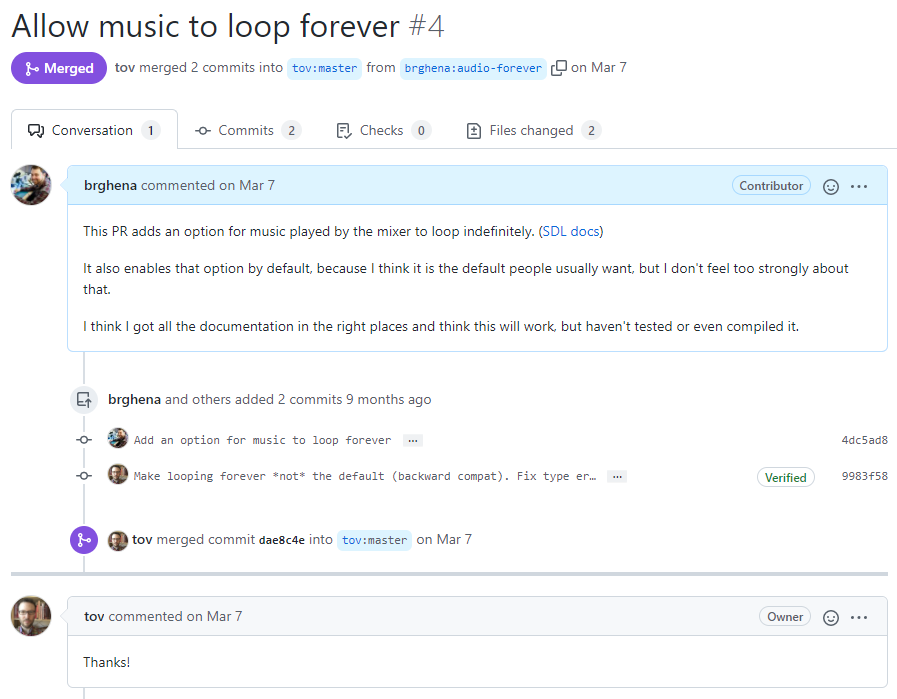 Allow music to loop forever #4
Merged tov merged 2 commits into tov:master from brghena:audio-forever on Mar 7
Conversation 1 Commits 2 Checks 0 Files changed 2
brghena commented on Mar 7 Contributor ...
This PR adds an option for music played by the mixer to loop indefinitely. (SDL docs)
It also enables that option by default, because I think it is the default people usually want, but I don't feel too strongly about
that.
I think I got all the documentation in the right places and think this will work, but haven't tested or even compiled it.
brghena and others added 2 commits 9 months ago
Add an option for music to loop forever ... 4dc5ad8
Make looping forever *not* the default (backward compat). Fix type er… ... Verified 9983f58
tov merged commit dae8c4e into tov:master on Mar 7
tov commented on Mar 7 Owner ...
Thanks!